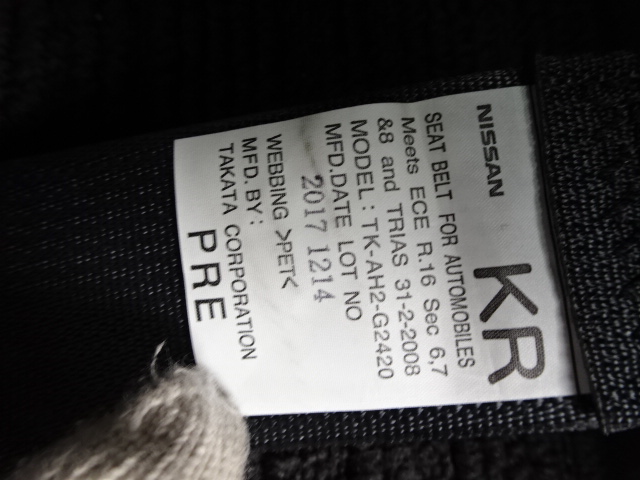 NISSAN KR
SEAT BELT FOR AUTOMOBILES
Meets ECE R.16 Sec 6,7
&8 and TRIAS 31-2-2008
MODEL: TK-AH2-G2420
MFD.DATE LOT NO
2017 1214
WEBBING >PET<
MFD. BY:
TAKATA CORPORATION
PRE